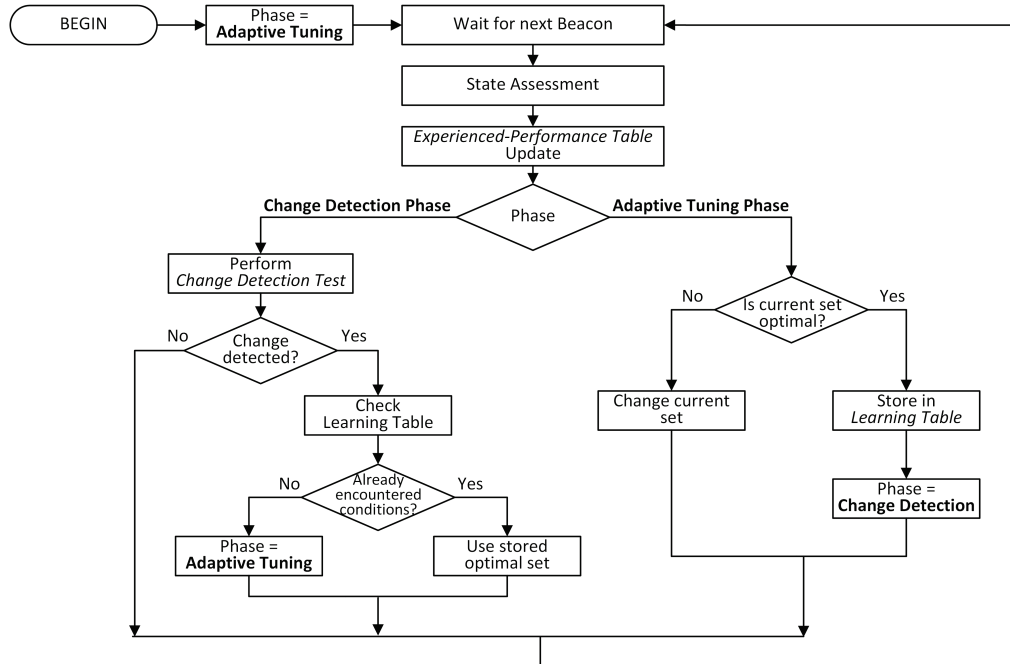 BEGIN
Phase =
Adaptive Tuning
Wait for next Beacon
State Assessment
Experienced-Performance Table
Update
Change Detection Phase
Phase
Adaptive Tuning Phase
Perform
Change Detection Test
No
Change
detected?
Yes
Check
Learning Table
No
Already
encountered
conditions?
Yes
Phase =
Adaptive Tuning
Use stored
optimal set
No
Is current set
optimal?
Yes
Change current
set
Store in
Learning Table
Phase =
Change Detection